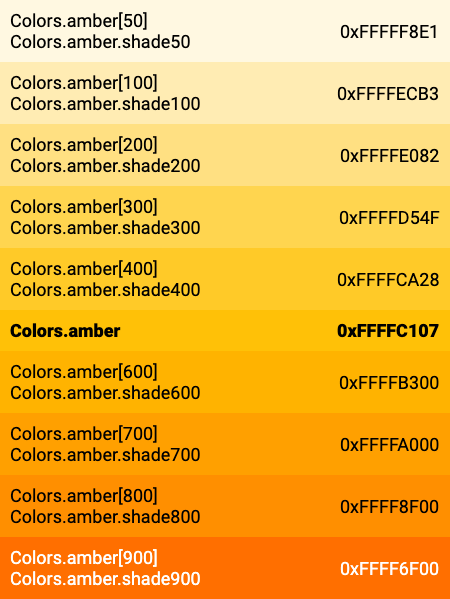 Colors.amber[50]
Colors.amber.shade50
0xFFFFF8E1
Colors.amber[100]
Colors.amber.shade100
0xFFFFECB3
Colors.amber[200]
Colors.amber.shade200
0xFFFFE082
Colors.amber[300]
Colors.amber.shade300
0xFFFFD54F
Colors.amber[400]
Colors.amber.shade400
0xFFFFCA28
Colors.amber
0xFFFFC107
Colors.amber[600]
Colors.amber.shade600
0xFFFFB300
Colors.amber[700]
Colors.amber.shade700
0xFFFFA000
Colors.amber[800]
Colors.amber.shade800
0xFFFF8F00
Colors.amber[900]
Colors.amber.shade900
0xFFFF6F00